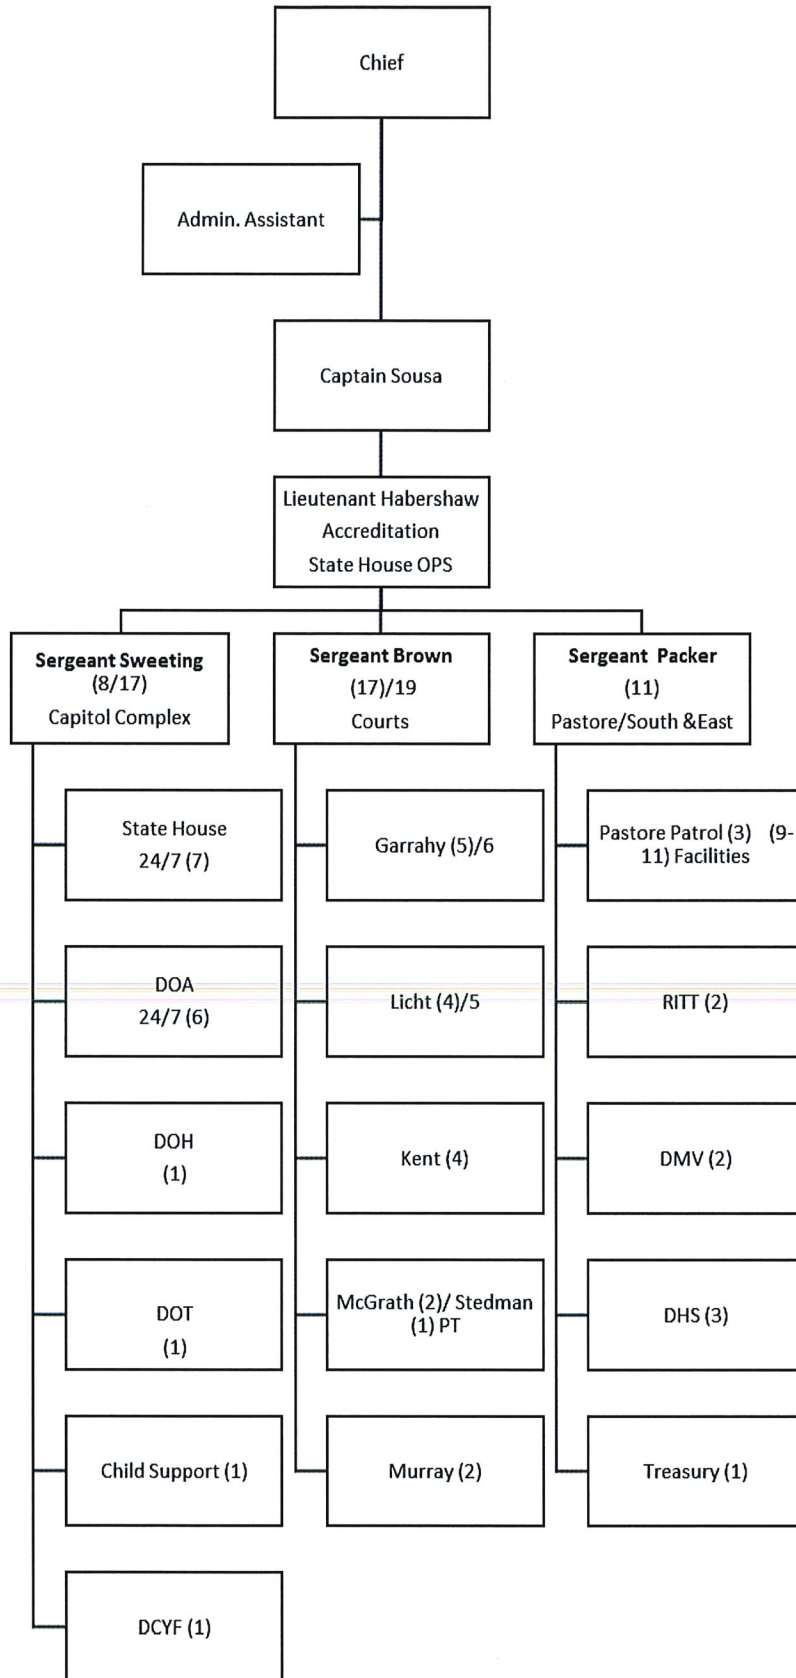 Chief
Admin. Assistant
Captain Sousa
Lieutenant Habershaw
Accreditation
State House OPS
Sergeant Sweeting
(8/17)
Capitol Complex
Sergeant Brown
(17)/19
Courts
Sergeant Packer
(11)
Pastore/South &East
State House
24/7 (7)
DOA
24/7 (6)
DOH
(1)
DOT
(1)
Child Support (1)
DCYF (1)
Garrahy (5)/6
Licht (4)/5
Kent (4)
McGrath (2)/ Stedman
(1) PT
Murray (2)
Pastore Patrol (3) (9-
11) Facilities
RITT (2)
DMV (2)
DHS (3)
Treasury (1)